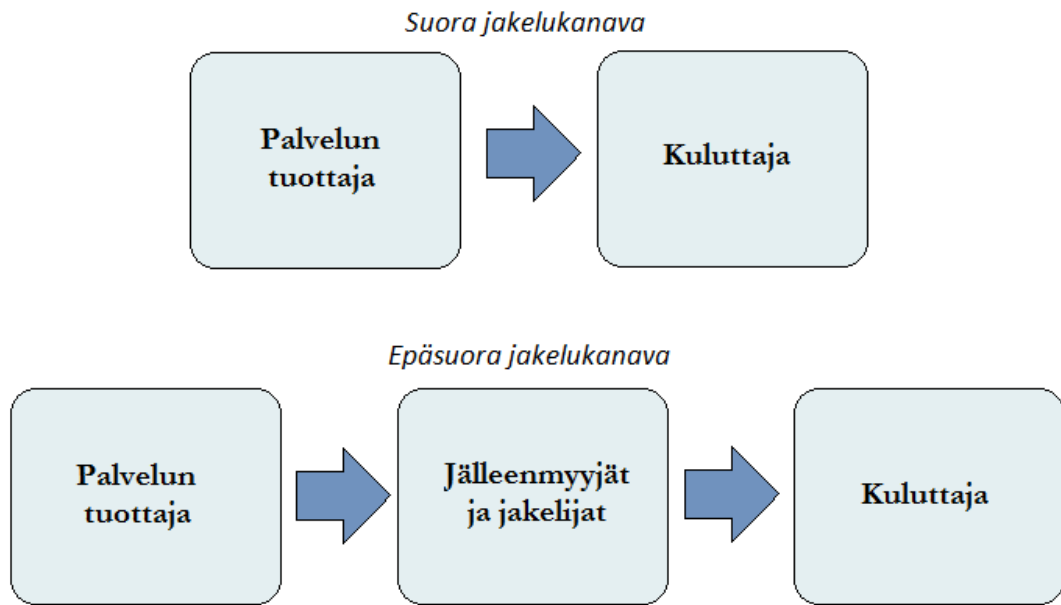 Suora jakelukanava
Palvelun
tuottaja
Kuluttaja
Epäsuora jakelukanava
Palvelun
tuottaja
Jälleenmyyjät
ja jakelijat
Kuluttaja